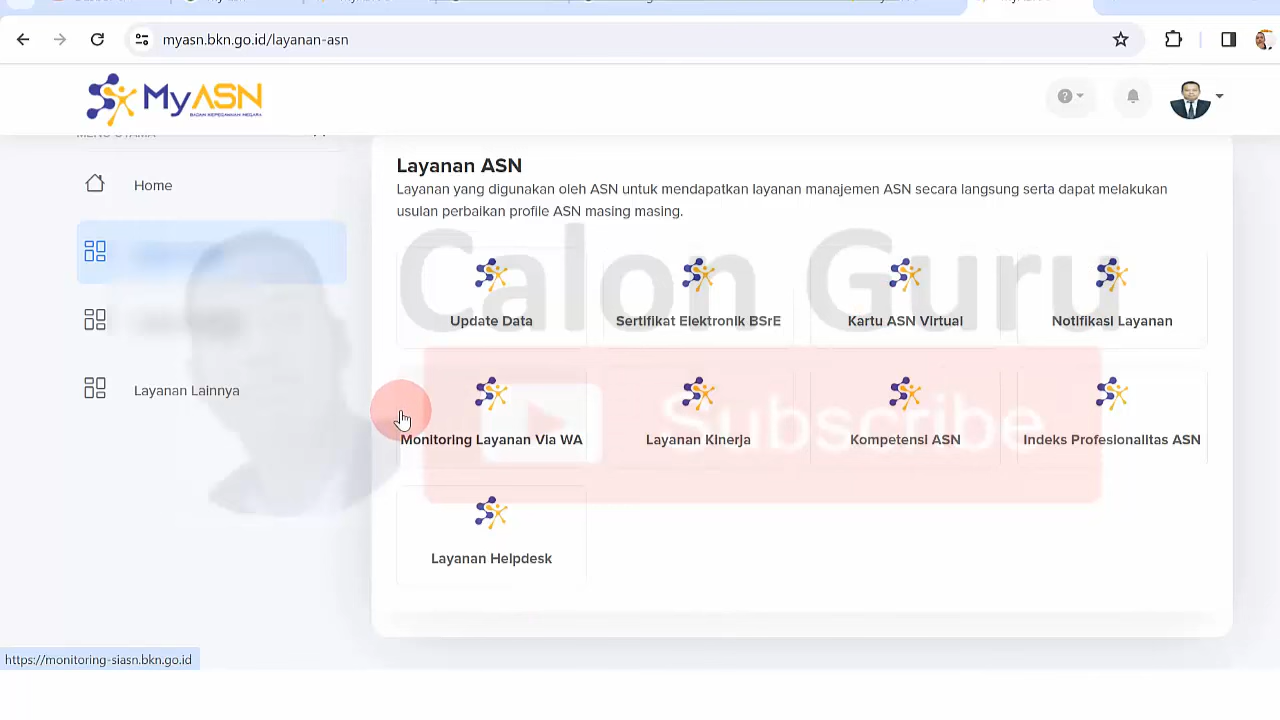 myasn.bkn.go.id/layanan-asn
MyASN
BADAN KEPEGAWAIAN NEGARA
Home
Layanan Lainnya
Layanan ASN
Layanan yang digunakan oleh ASN untuk mendapatkan layanan manajemen ASN secara langsung serta dapat melakukan
usulan perbaikan profile ASN masing masing.
Calon Guru
Update Data
Sertifikat Elektronik BSrE
Kartu ASN Virtual
Notifikasi Layanan
Subscribe
Monitoring Layanan Via WA
Layanan Kinerja
Kompetensi ASN
Indeks Profesionalitas ASN
Layanan Helpdesk
https://monitoring-siasn.bkn.go.id